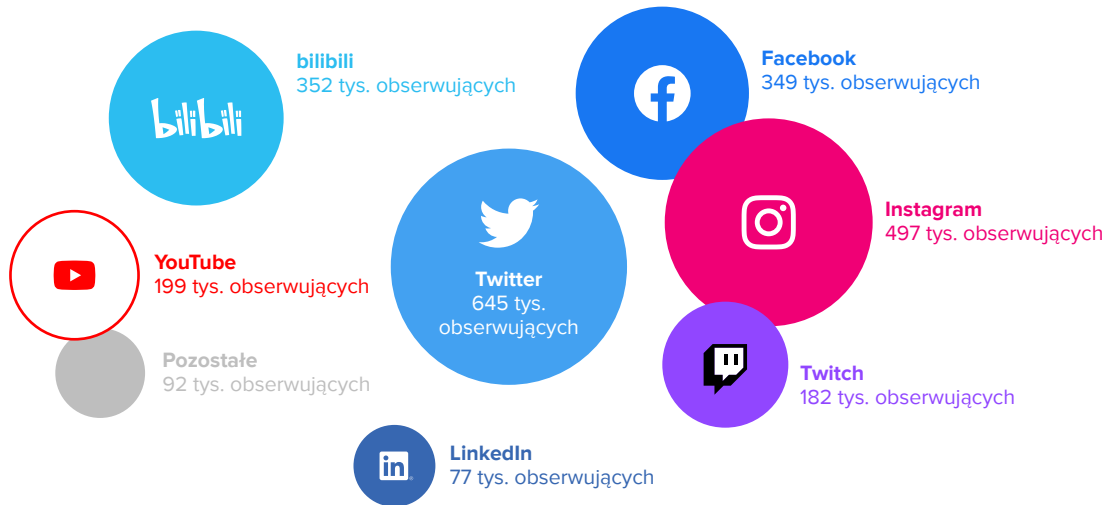 bilibili
352 tys. obserwujących
bilibili
Facebook
349 tys. obserwujących
Instagram
497 tys. obserwujących
YouTube
199 tys. obserwujących
Twitter
645 tys.
obserwujących
Pozostałe
92 tys. obserwujących
Twitch
182 tys. obserwujących
in
LinkedIn
77 tys. obserwujących